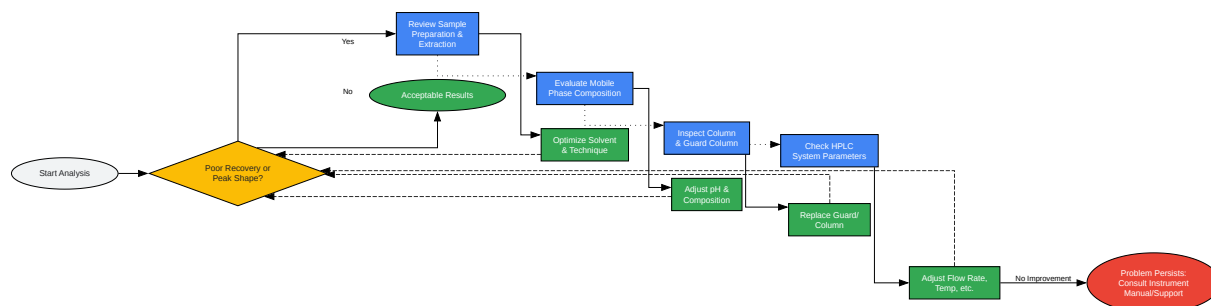 Review Sample
Preparation &
Extraction
Yes
No
Acceptable Results
Evaluate Mobile
Phase Composition
Optimize Solvent
& Technique
Inspect Column
& Guard Column
Check HPLC
System Parameters
Start Analysis
Poor Recovery or
Peak Shape?
Adjust pH &
Composition
Replace Guard/
Column
Adjust Flow Rate,
Temp, etc.
No Improvement
Problem Persists:
Consult Instrument
Manual/Support